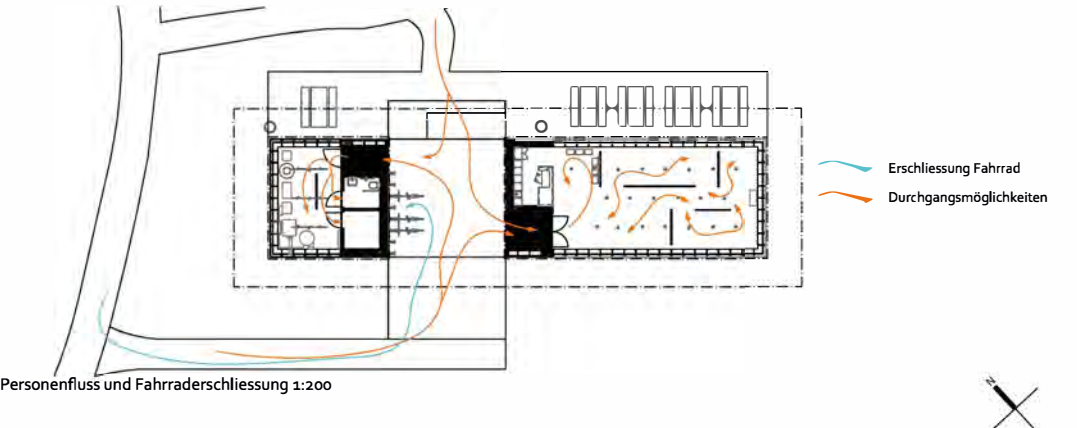 Erschliessung Fahrrad
Durchgangsmöglichkeiten
Personenfluss und Fahrraderschliessung 1:200
N